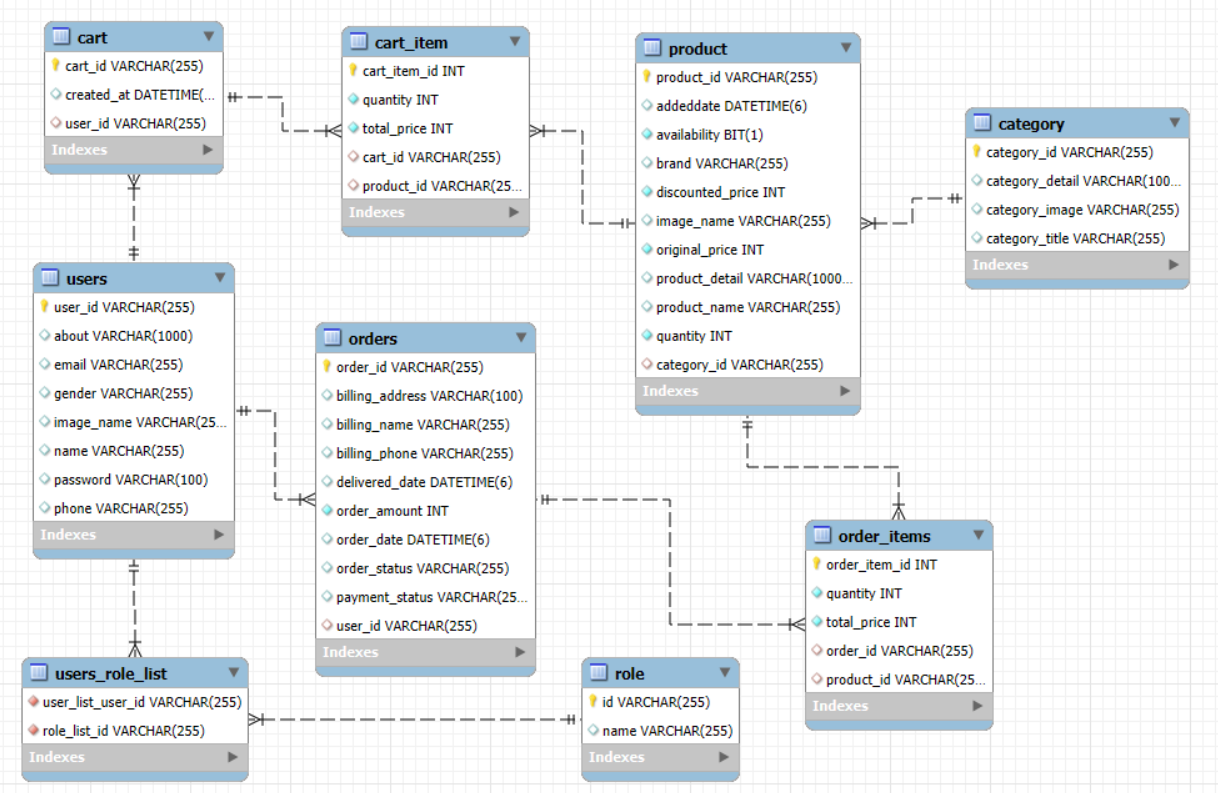 cart
cart_id VARCHAR(255)
created_at DATETIME(...
user_id VARCHAR(255)
Indexes
cart_item
cart_item_id INT
quantity INT
total_price INT
cart_id VARCHAR(255)
product_id VARCHAR(25...
Indexes
product
product_id VARCHAR(255)
addeddate DATETIME(6)
availability BIT(1)
brand VARCHAR(255)
discounted_price INT
image_name VARCHAR(255)
original_price INT
product_detail VARCHAR(1000...
product_name VARCHAR(255)
quantity INT
category_id VARCHAR(255)
Indexes
category
category_id VARCHAR(255)
category_detail VARCHAR(100...
category_image VARCHAR(255)
category_title VARCHAR(255)
Indexes
users
user_id VARCHAR(255)
about VARCHAR(1000)
email VARCHAR(255)
gender VARCHAR(255)
image_name VARCHAR(25...
name VARCHAR(255)
password VARCHAR(100)
phone VARCHAR(255)
Indexes
orders
order_id VARCHAR(255)
billing_address VARCHAR(100)
billing_name VARCHAR(255)
billing_phone VARCHAR(255)
delivered_date DATETIME(6)
order_amount INT
order_date DATETIME(6)
order_status VARCHAR(255)
payment_status VARCHAR(25...
user_id VARCHAR(255)
Indexes
order_items
order_item_id INT
quantity INT
total_price INT
order_id VARCHAR(255)
product_id VARCHAR(25...
Indexes
users_role_list
user_list_user_id VARCHAR(255)
role_list_id VARCHAR(255)
Indexes
role
id VARCHAR(255)
name VARCHAR(255)
Indexes